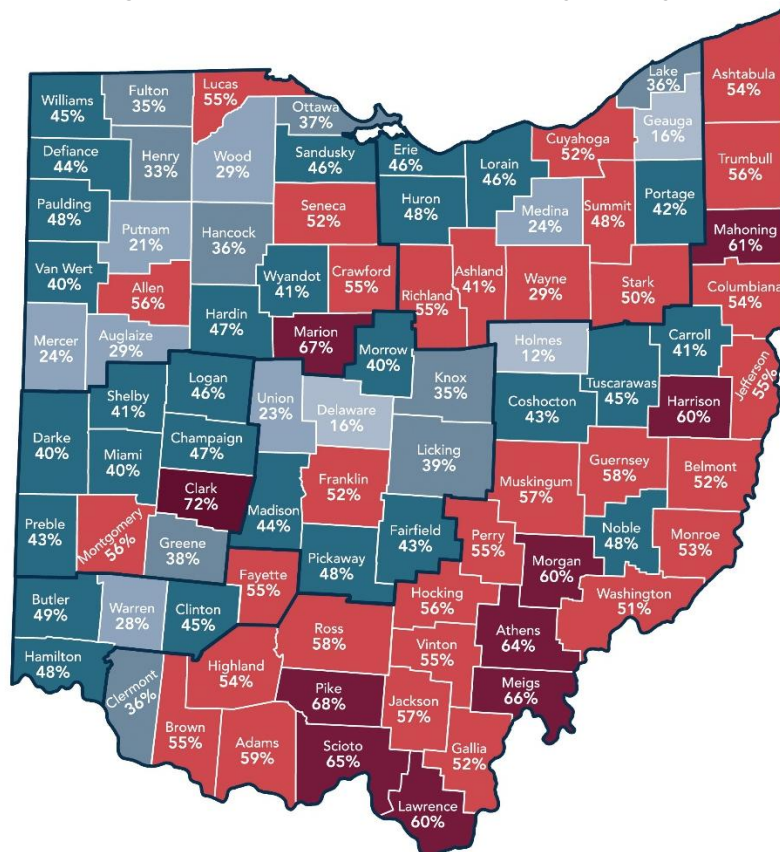 Williams
45%
Fulton
35%
Lucas
55%
Ottawa
37%
Lake
36%
Ashtabula
54%
Geauga
16%
Defiance
44%
Henry
33%
Wood
29%
Sandusky
46%
Erie
46%
Lorain
46%
Cuyahoga
52%
Trumbull
56%
Paulding
48%
Putnam
21%
Hancock
36%
Seneca
52%
Huron
48%
Medina
24%
Summit
48%
Portage
42%
Mahoning
61%
Van Wert
40%
Allen
56%
Wyandot
41%
Crawford
55%
Richland
55%
Ashland
41%
Wayne
29%
Stark
50%
Columbiana
54%
Mercer
24%
Auglaize
29%
Hardin
47%
Marion
67%
Morrow
40%
Holmes
12%
Carroll
41%
Jefferson
55%
Shelby
41%
Logan
46%
Union
23%
Delaware
16%
Knox
35%
Coshocton
43%
Tuscarawas
45%
Harrison
60%
Darke
40%
Miami
40%
Champaign
47%
Licking
39%
Clark
72%
Madison
44%
Franklin
52%
Muskingum
57%
Guernsey
58%
Belmont
52%
Preble
43%
Montgomery
56%
Greene
38%
Fairfield
43%
Perry
55%
Noble
48%
Monroe
53%
Pickaway
48%
Morgan
60%
Fayette
55%
Hocking
56%
Washington
51%
Butler
49%
Warren
28%
Clinton
45%
Ross
58%
Vinton
55%
Athens
64%
Hamilton
48%
Clermont
36%
Highland
54%
Pike
68%
Jackson
57%
Meigs
66%
Brown
55%
Adams
59%
Scioto
65%
Gallia
52%
Lawrence
60%